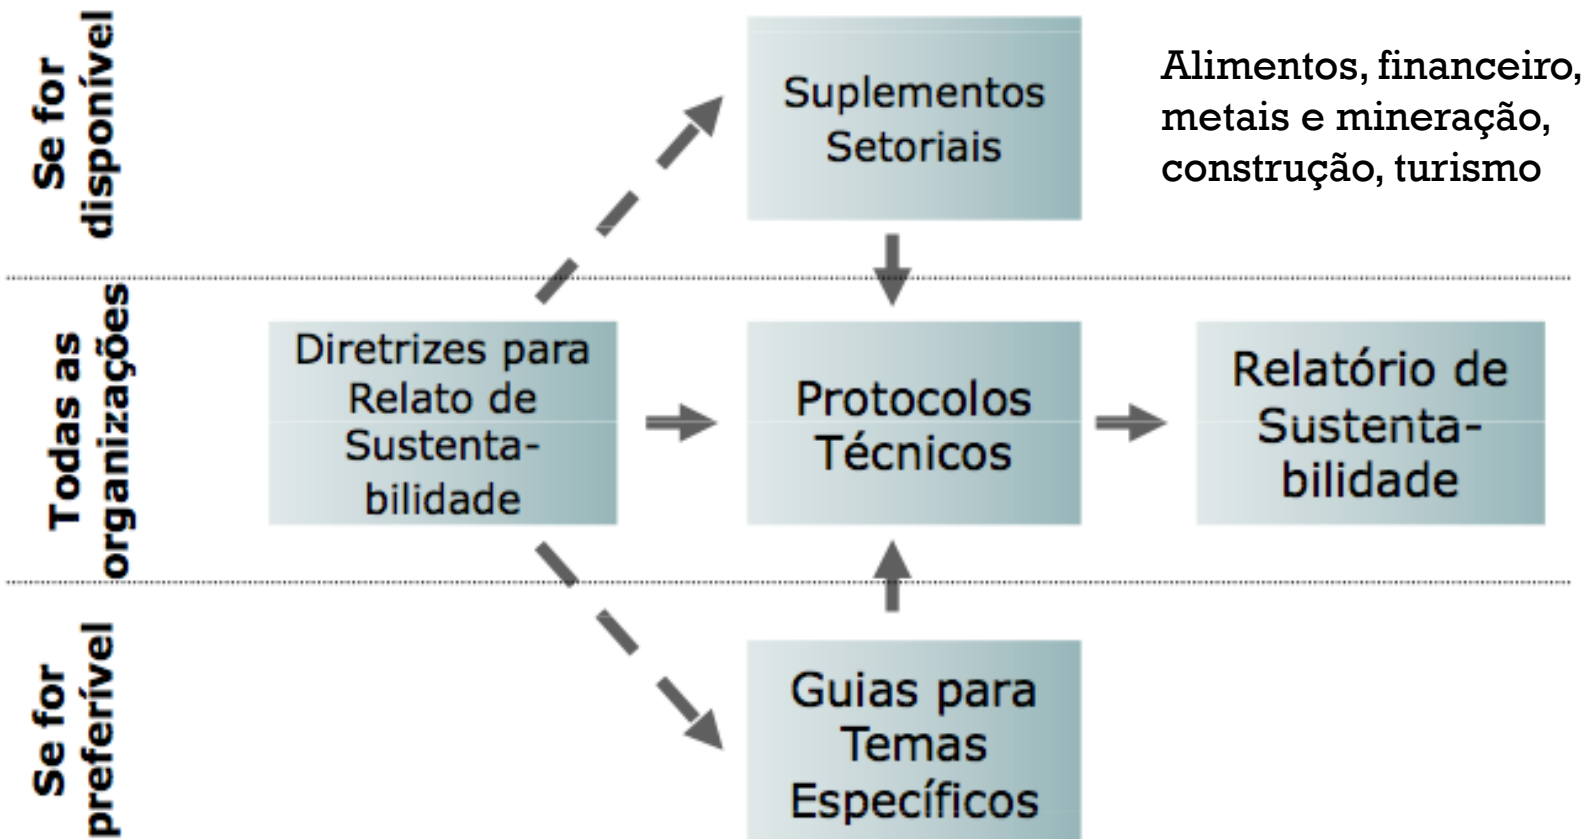 Se for
disponível
Suplementos
Setoriais
Alimentos, financeiro,
metais e mineração,
construção, turismo
Todas as
organizações
Diretrizes para
Relato de
Sustenta-
bilidade
Protocolos
Técnicos
Relatório de
Sustenta-
bilidade
Se for
preferível
Guias para
Temas
Específicos